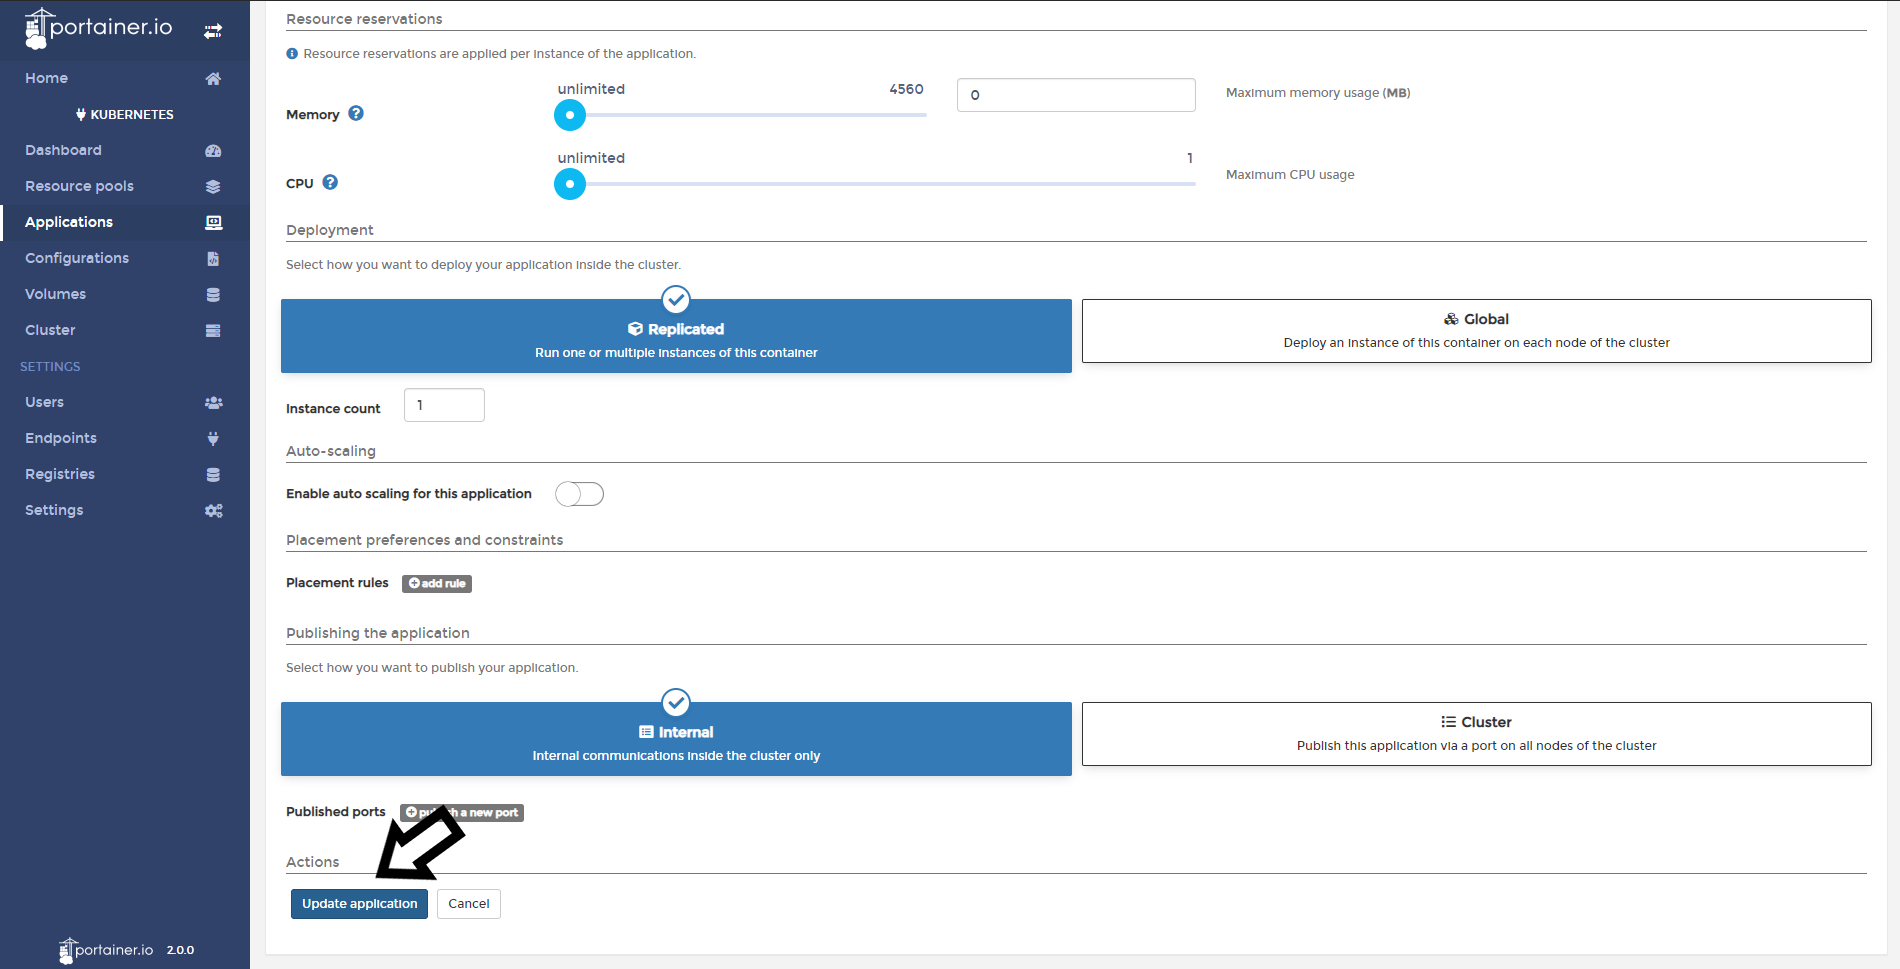 portainer.io
Home
KUBERNETES
Dashboard
Resource pools
Applications
Configurations
Volumes
Cluster
SETTINGS
Users
Endpoints
Registries
Settings
portainer.io 2.0.0
Resource reservations
Resource reservations are applied per instance of the application.
Memory
unlimited 4560
0
Maximum memory usage (MB)
CPU
unlimited 1
Maximum CPU usage
Deployment
Select how you want to deploy your application inside the cluster.
Replicated
Run one or multiple instances of this container
Global
Deploy an instance of this container on each node of the cluster
Instance count 1
Auto-scaling
Enable auto scaling for this application
Placement preferences and constraints
Placement rules add rule
Publishing the application
Select how you want to publish your application.
Internal
Internal communications inside the cluster only
Cluster
Publish this application via a port on all nodes of the cluster
Published ports publish a new port
Actions
Update application Cancel